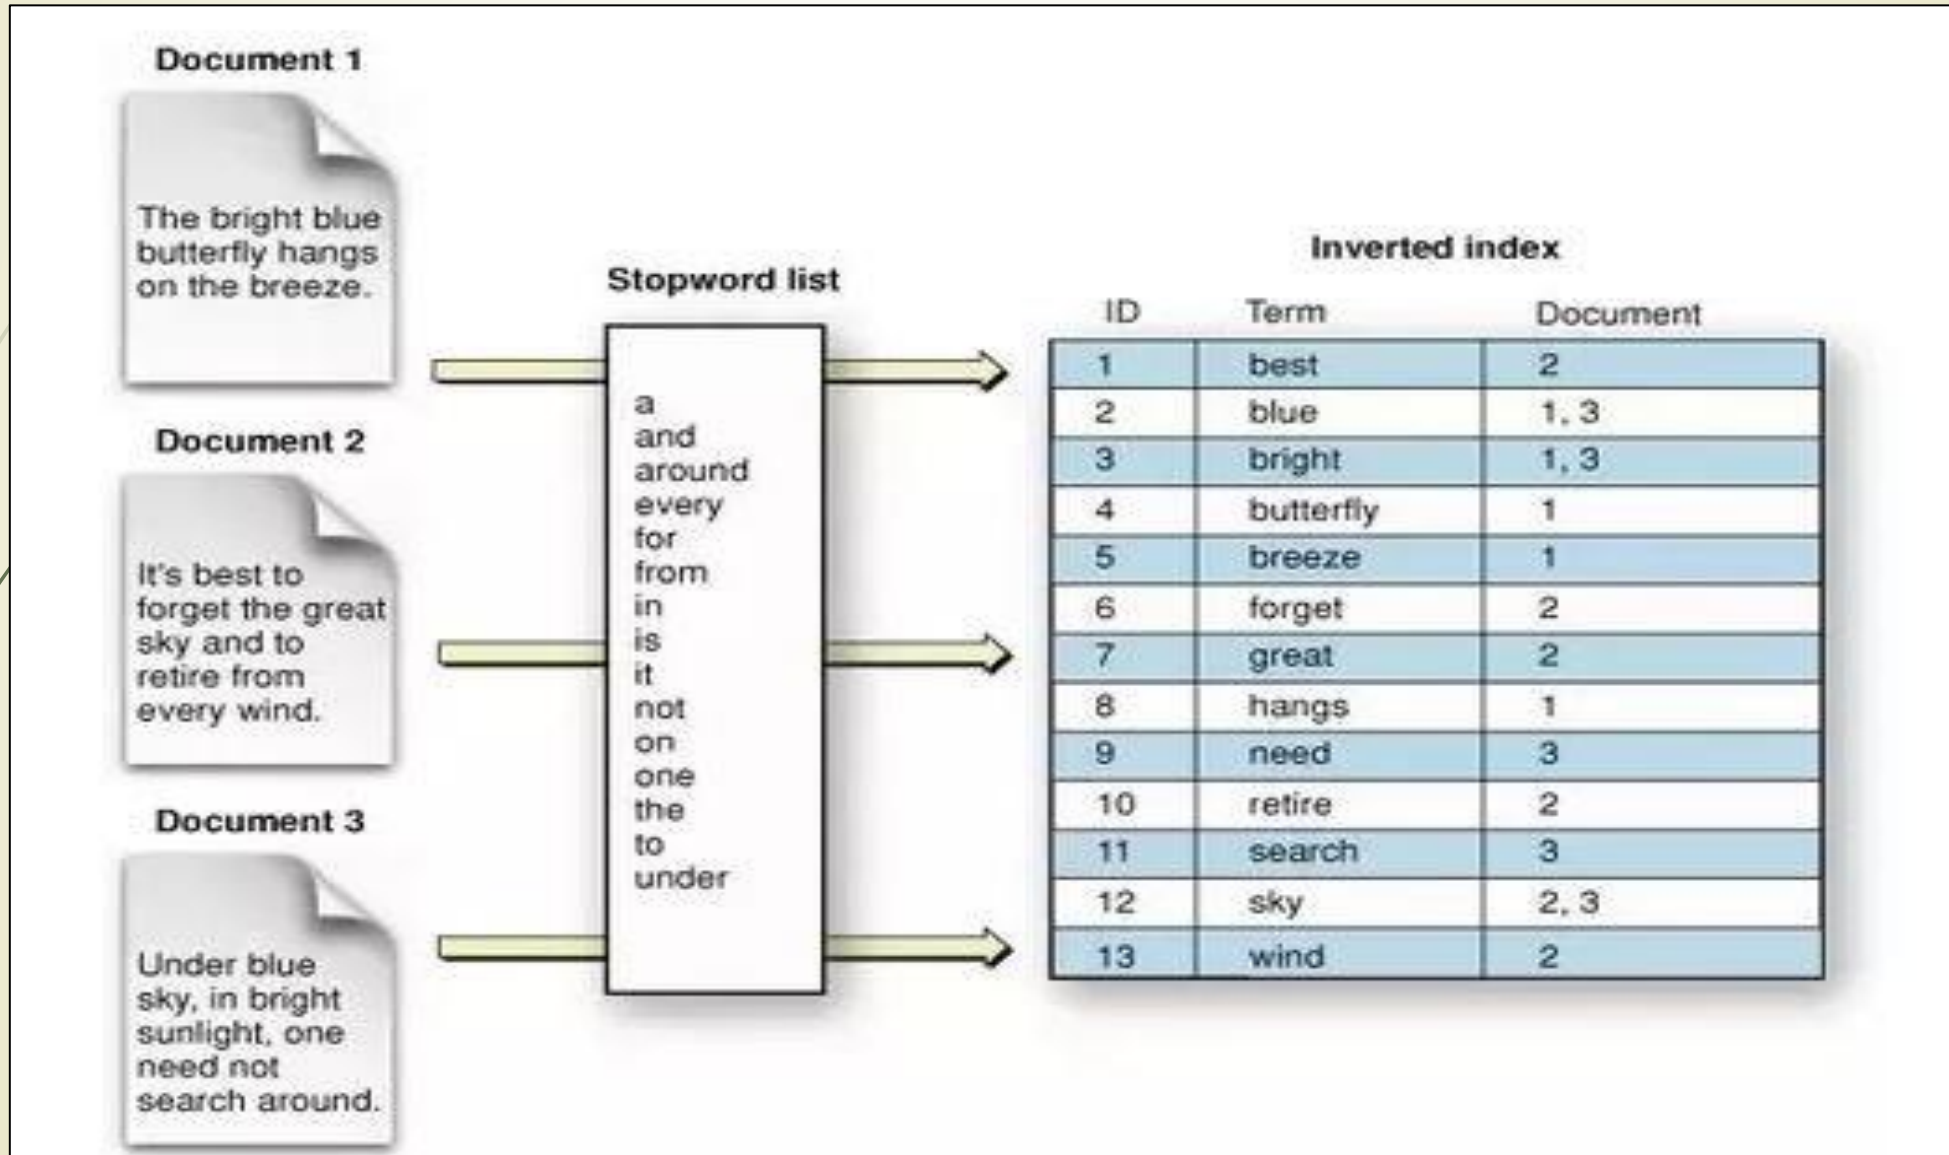 Document 1
The bright blue
butterfly hangs
on the breeze.
Document 2
It's best to
forget the great
sky and to
retire from
every wind.
Document 3
Under blue
sky, in bright
sunlight, one
need not
search around.
Stopword list
a
and
around
every
for
from
in
is
it
not
on
one
the
to
under
Inverted index
ID Term Document
1 best 2
2 blue 1, 3
3 bright 1, 3
4 butterfly 1
5 breeze 1
6 forget 2
7 great 2
8 hangs 1
9 need 3
10 retire 2
11 search 3
12 sky 2, 3
13 wind 2